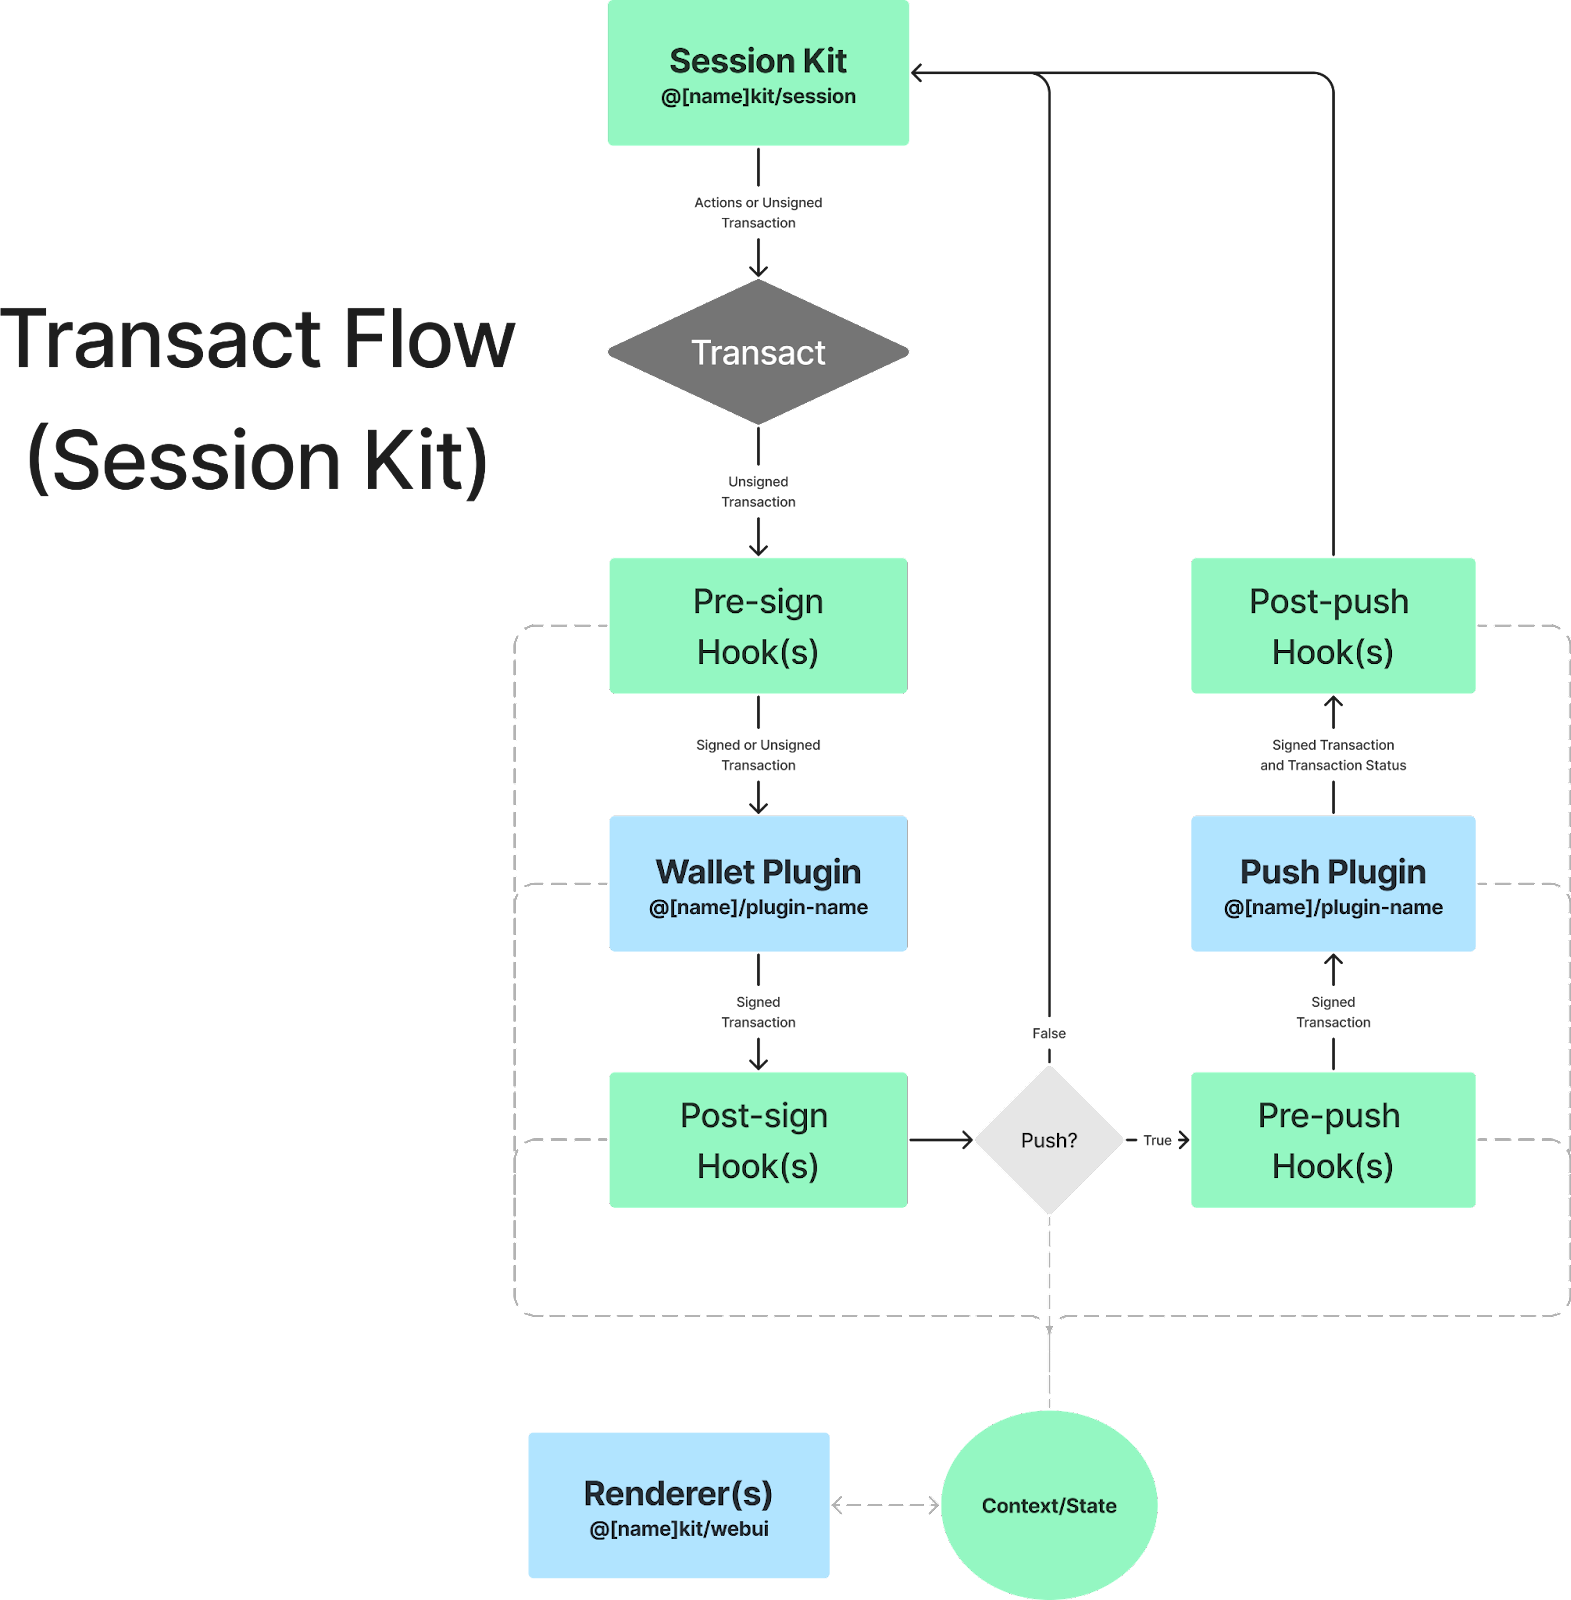 Session Kit
@[name]kit/session
Actions or Unsigned
Transaction
Transact Flow
(Session Kit)
Transact
Unsigned
Transaction
Pre-sign
Hook(s)
Signed or Unsigned
Transaction
Wallet Plugin
@[name]/plugin-name
Signed
Transaction
Post-sign
Hook(s)
Push?
False
True
Pre-push
Hook(s)
Signed
Transaction
Push Plugin
@[name]/plugin-name
Signed Transaction
and Transaction Status
Post-push
Hook(s)
Renderer(s)
@[name]kit/webui
Context/State